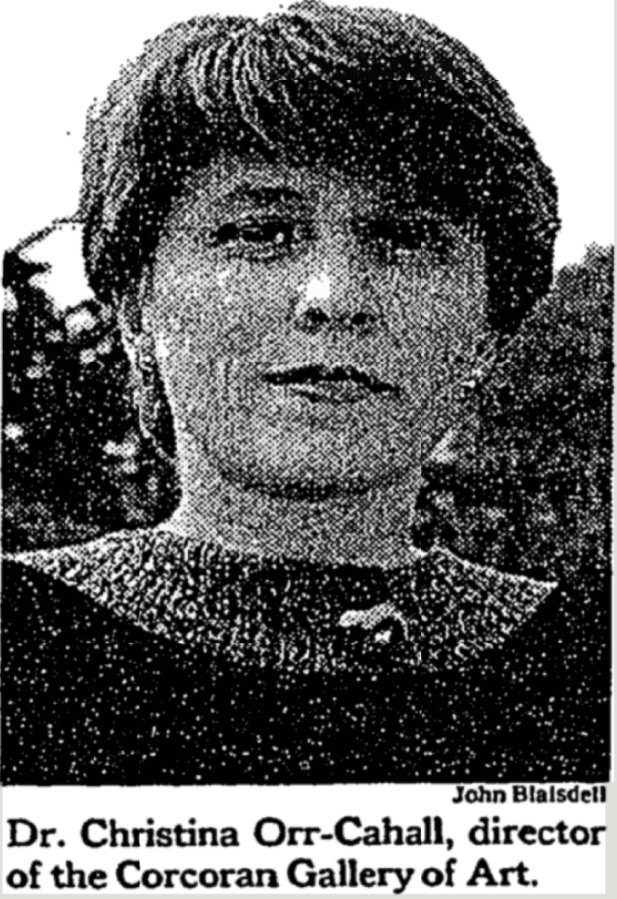 John Blaisdell
Dr. Christina Orr-Cahall, director
of the Corcoran Gallery of Art.